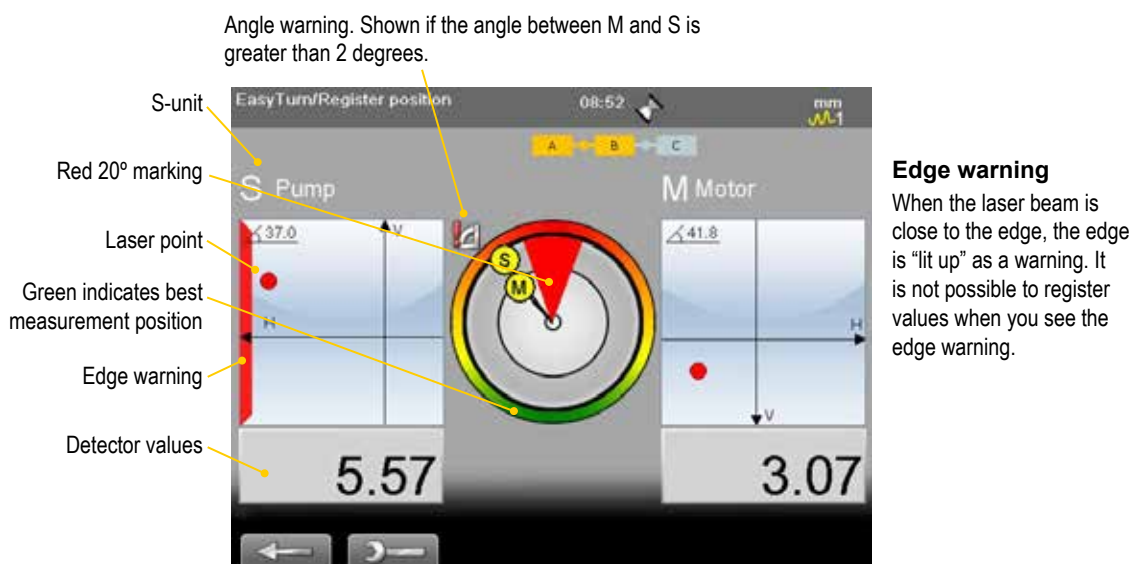 Angle warning. Shown if the angle between M and S is
greater than 2 degrees.
S-unit
Red 20º marking
Laser point
Green indicates best
measurement position
Edge warning
Detector values
EasyTurn/Register position
08:52
mm
1
A
B
C
S Pump
M Motor
37.0
V
H
S
M
41.8
H
V
5.57
3.07
Edge warning
When the laser beam is
close to the edge, the edge
is “lit up” as a warning. It
is not possible to register
values when you see the
edge warning.